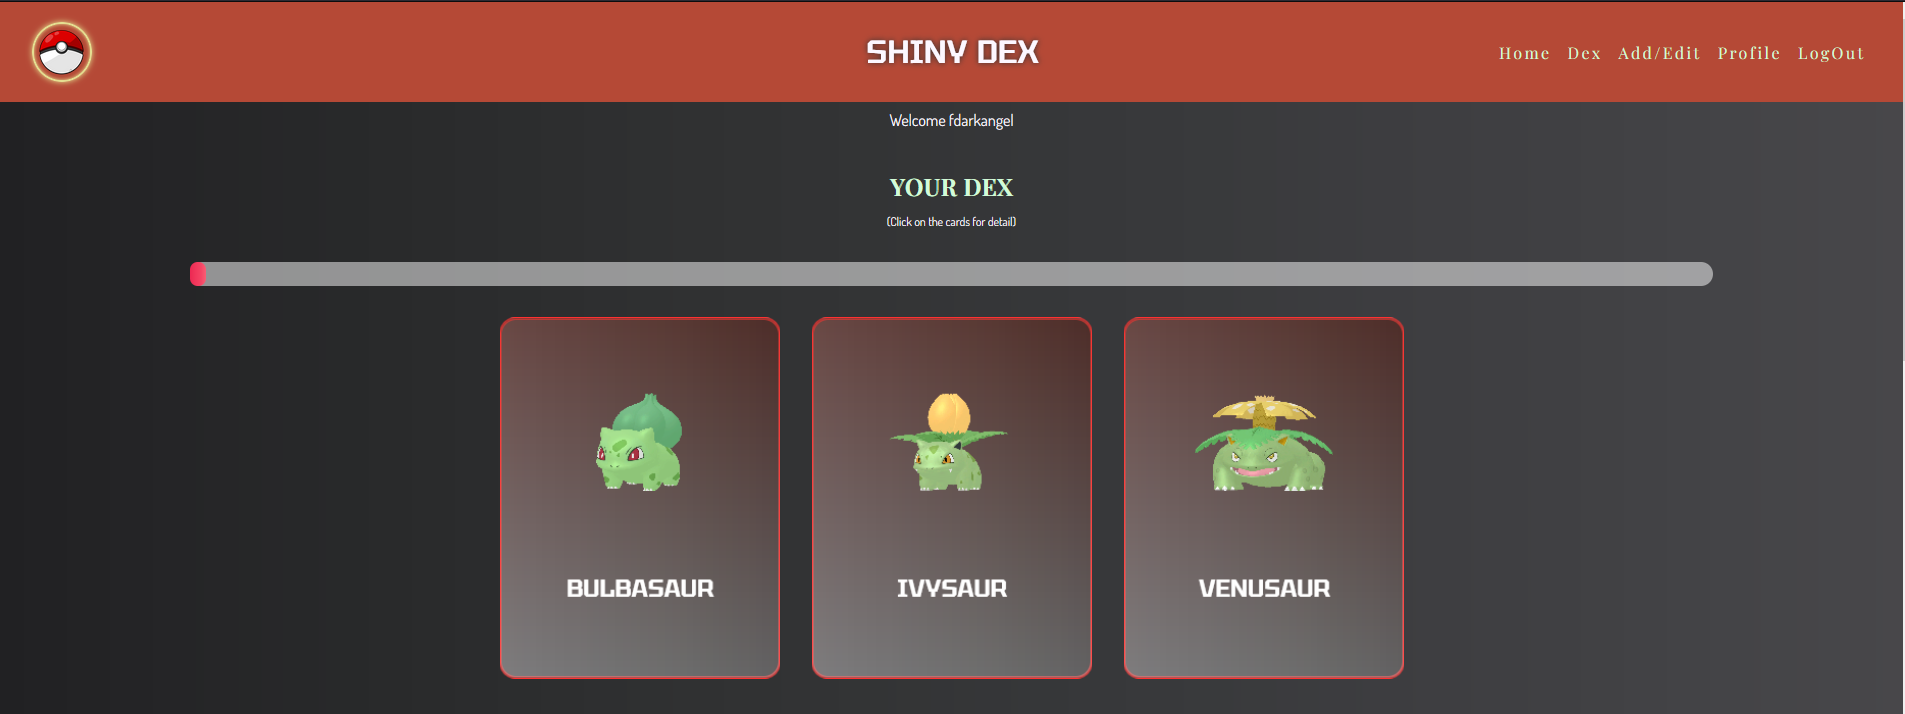 SHINY DEX
Home Dex Add/Edit Profile LogOut
Welcome fdarkangel
YOUR DEX
(Click on the cards for detail)
BULBASAUR
IVYSAUR
VENUSAUR